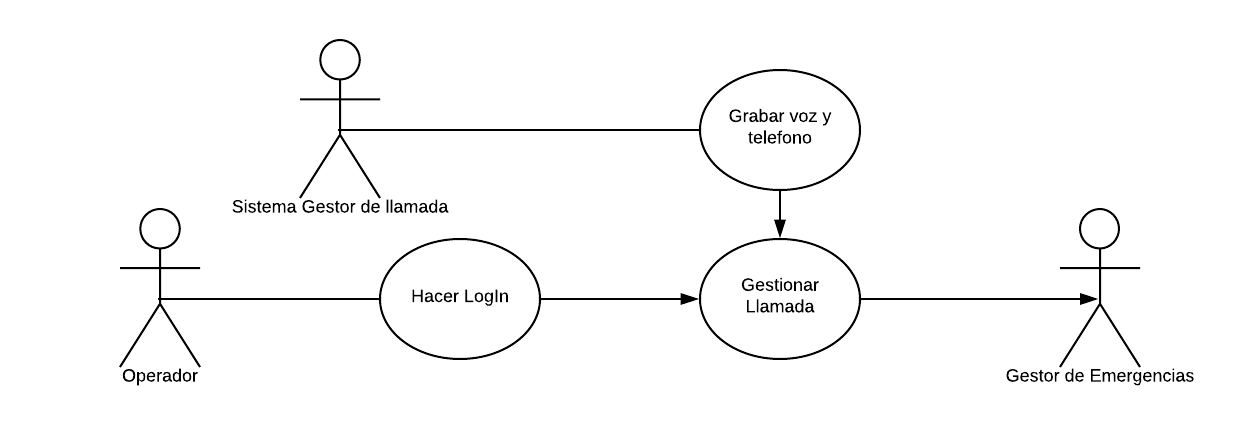 Grabar voz y
telefono
Sistema Gestor de llamada
Hacer LogIn
Gestionar
Llamada
Operador
Gestor de Emergencias